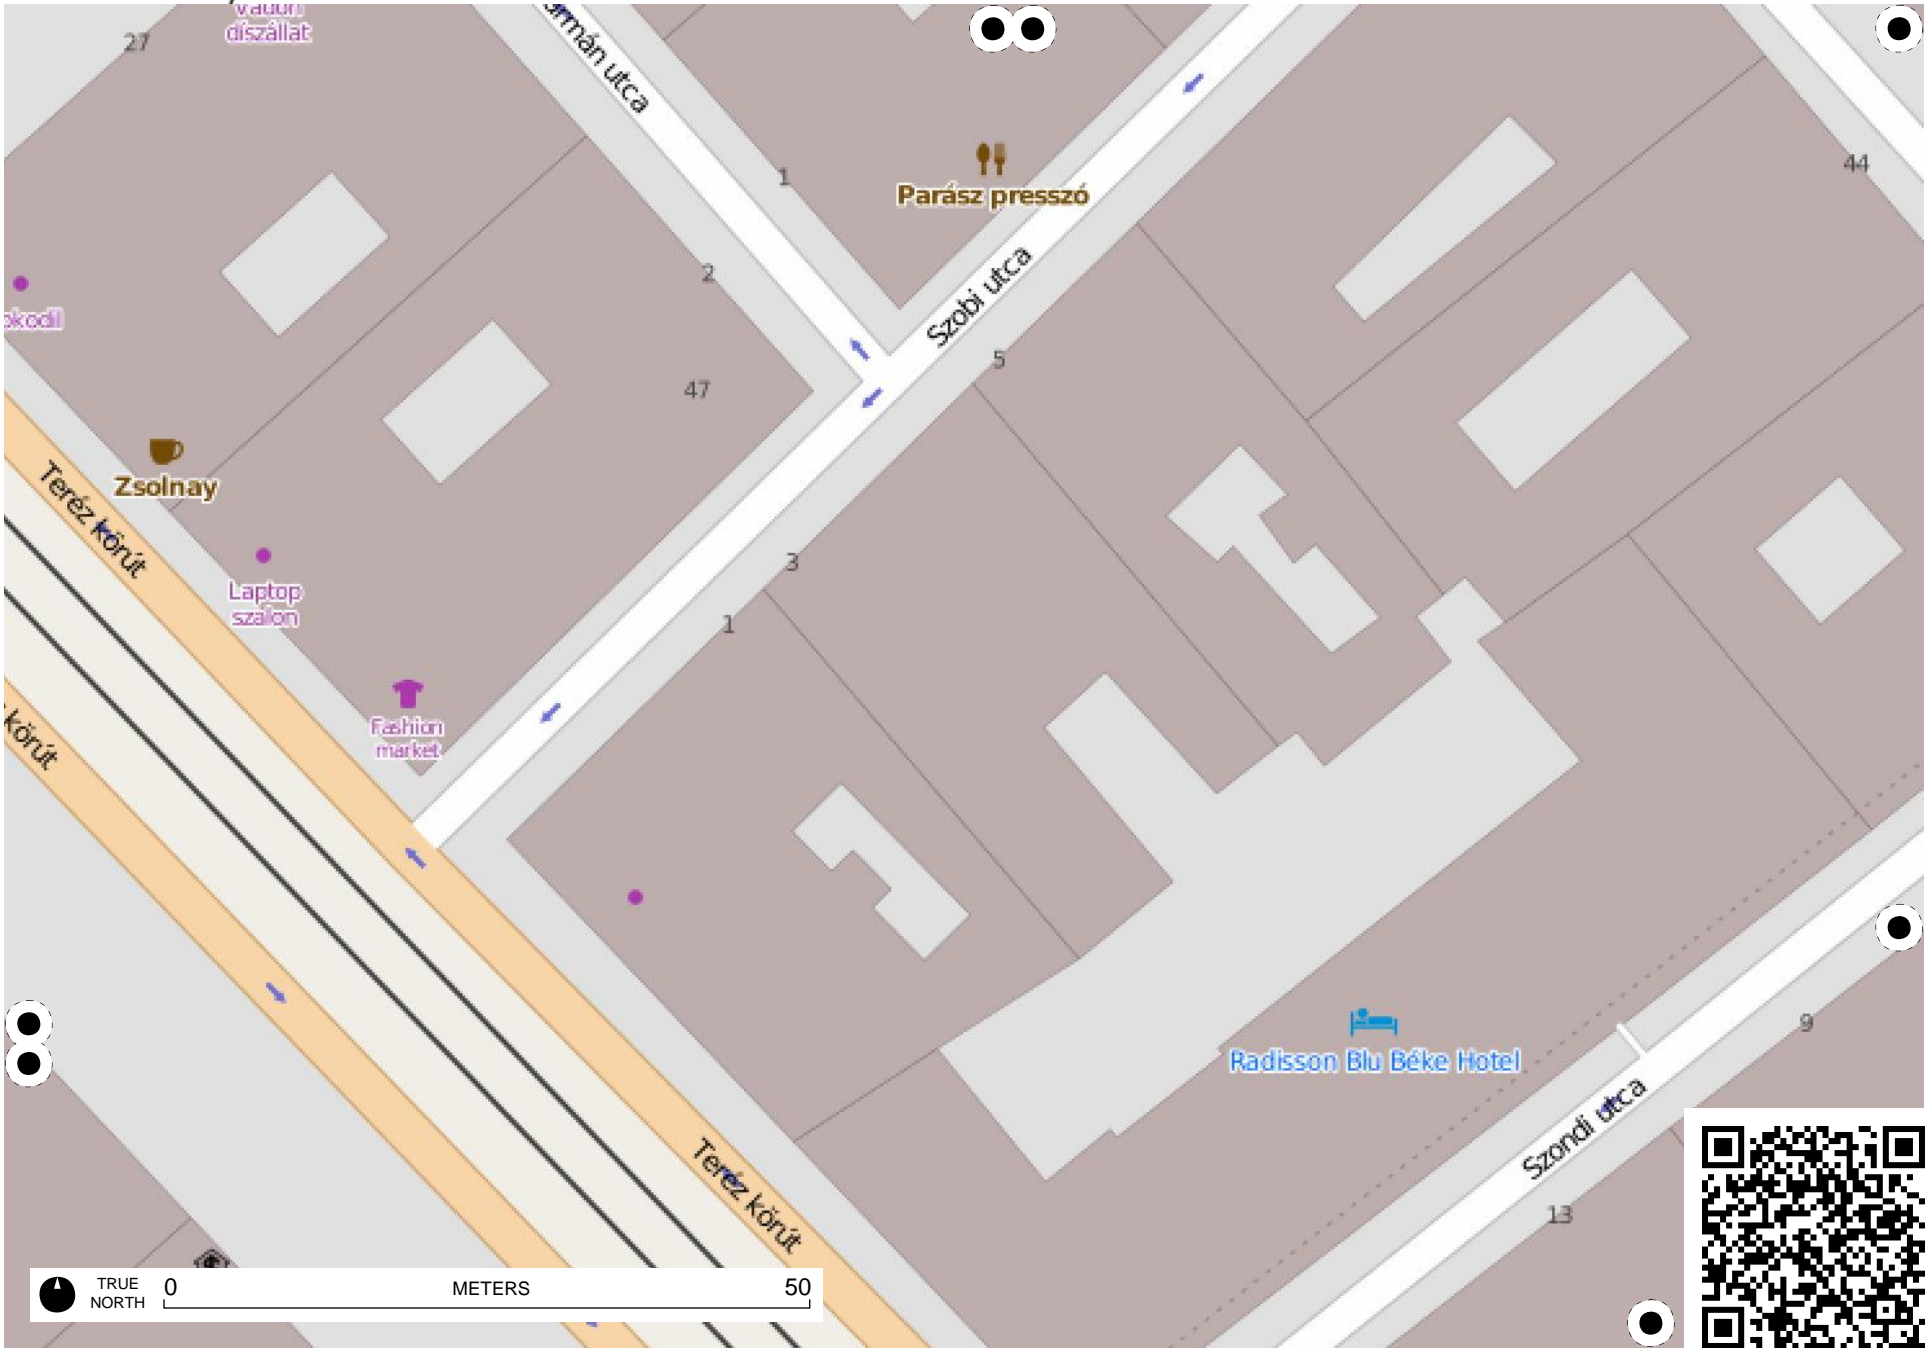 27
díszállat
utca
1
Parász presszó
44
2
Szobi utca
5
47
Zsolnay
Teréz körút
Laptop
szalon
3
1
Fashion
market
körút
Radisson Blu Béke Hotel
9
Szondi utca
13
Teréz körút
TRUE
NORTH
0
METERS
50